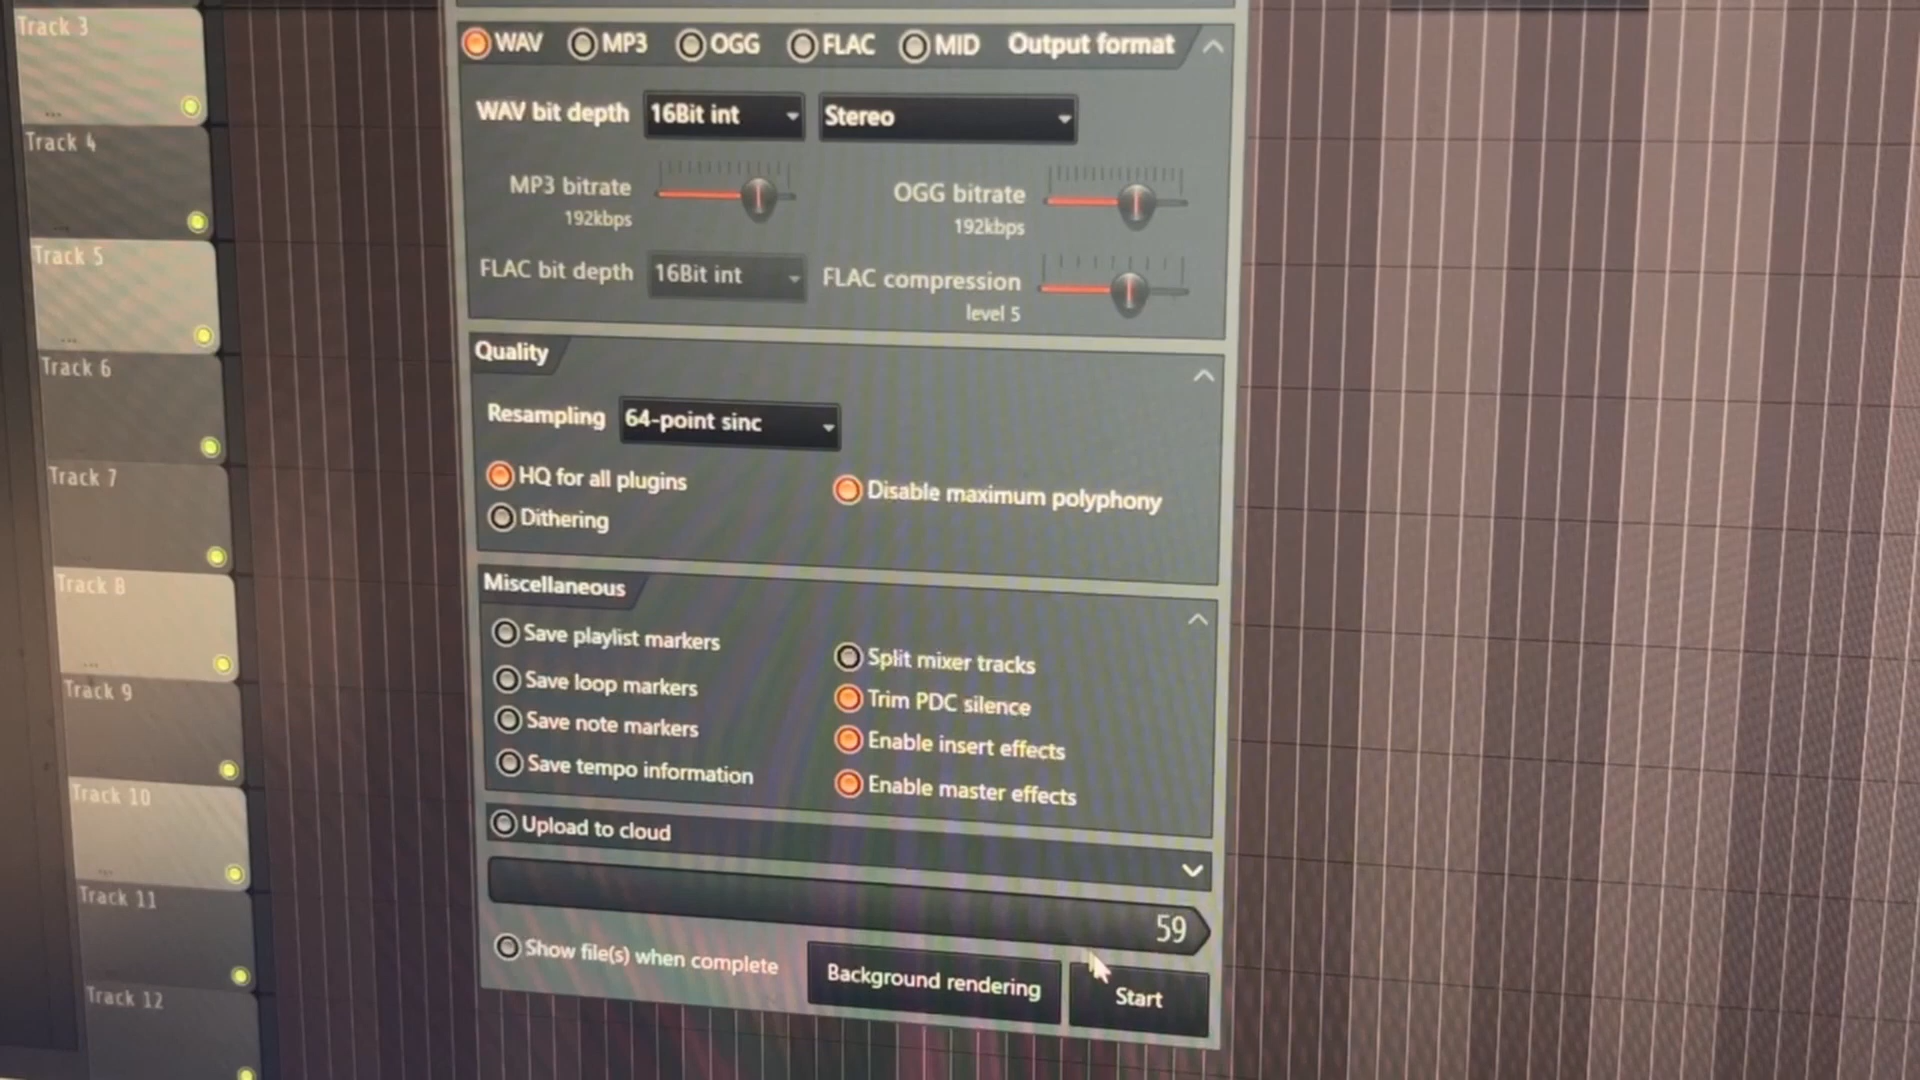 Track 3
Track 4
Track 5
Track 6
Track 7
Track 8
Track 9
Track 10
Track 11
Track 12
WAV MP3 OGG FLAC MID Output format
WAV bit depth 16Bit int Stereo
MP3 bitrate
192kbps
OGG bitrate
192kbps
FLAC bit depth 16Bit int FLAC compression
level 5
Quality
Resampling 64-point sinc
HQ for all plugins
Disable maximum polyphony
Dithering
Miscellaneous
Save playlist markers
Save loop markers
Save note markers
Save tempo information
Split mixer tracks
Trim PDC silence
Enable insert effects
Enable master effects
Upload to cloud
59
Show file(s) when complete
Background rendering
Start